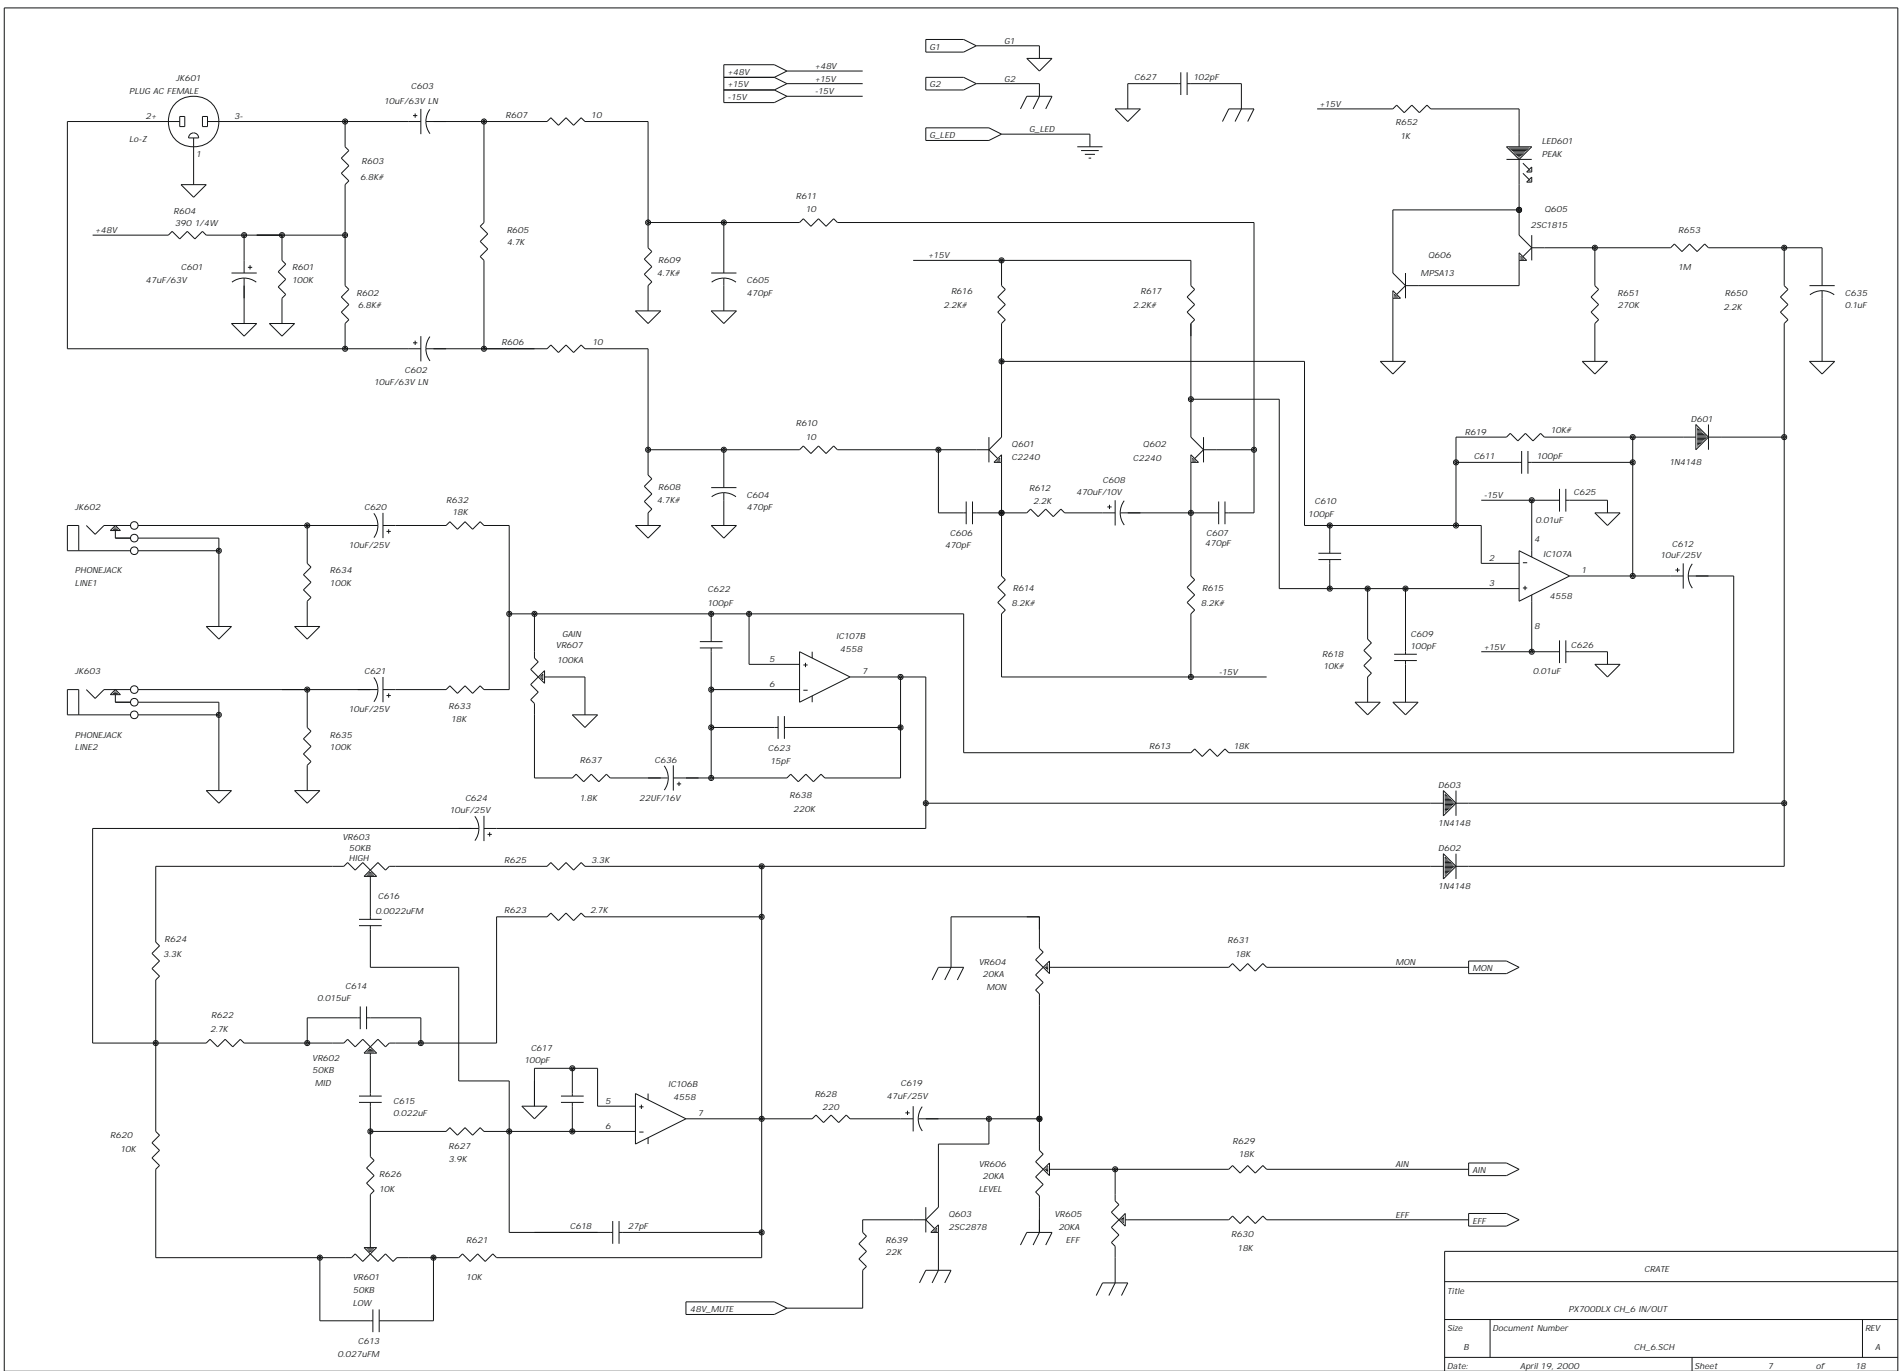 JK601
PLUG AC FEMALE
2+
3-
Lo-Z
1
C603
10uF/63V LN
R607
10
R603
6.8K#
R604
390 1/4W
+48V
C601
47uF/63V
R601
100K
R602
6.8K#
R605
4.7K
C602
10uF/63V LN
R606
10
+48V
+15V
-15V
+48V
+15V
-15V
G1
G1
G2
G2
G_LED
G_LED
C627
102pF
+15V
R652
1K
LED601
PEAK
Q605
2SC1815
Q606
MPSA13
R653
1M
R651
270K
R650
2.2K
C635
0.1uF
R611
10
R609
4.7K#
C605
470pF
+15V
R616
2.2K#
R617
2.2K#
R610
10
Q601
C2240
Q602
C2240
R608
4.7K#
C604
470pF
R612
2.2K
C608
470uF/10V
C606
470pF
C607
470pF
R614
8.2K#
R615
8.2K#
-15V
C610
100pF
R619
10K#
C611
100pF
D601
1N4148
-15V
C625
0.01uF
4
2
3
1
IC107A
4558
8
+15V
C626
0.01uF
C612
10uF/25V
R618
10K#
C609
100pF
R613
18K
JK602
PHONEJACK
LINE1
C620
10uF/25V
R632
18K
R634
100K
JK603
PHONEJACK
LINE2
C621
10uF/25V
R633
18K
R635
100K
GAIN
VR607
100KA
C622
100pF
IC107B
4558
5
6
7
C623
15pF
R637
1.8K
C636
22UF/16V
R638
220K
C624
10uF/25V
D603
1N4148
D602
1N4148
VR603
50KB
HIGH
R625
3.3K
C616
0.0022uFM
R623
2.7K
R624
3.3K
C614
0.015uF
R622
2.7K
VR602
50KB
MID
C615
0.022uF
C617
100pF
IC106B
4558
5
6
7
R620
10K
R627
3.9K
R626
10K
C618
27pF
R621
10K
VR601
50KB
LOW
C613
0.027uFM
R628
220
C619
47uF/25V
VR604
20KA
MON
R631
18K
MON
MON
VR606
20KA
LEVEL
R629
18K
AIN
AIN
VR605
20KA
EFF
R630
18K
EFF
EFF
Q603
2SC2878
R639
22K
48V_MUTE
CRATE
Title
PX700DLX CH_6 IN/OUT
Size
B
Document Number
CH_6.SCH
REV
A
Date:
April 19, 2000
Sheet
7
of
18